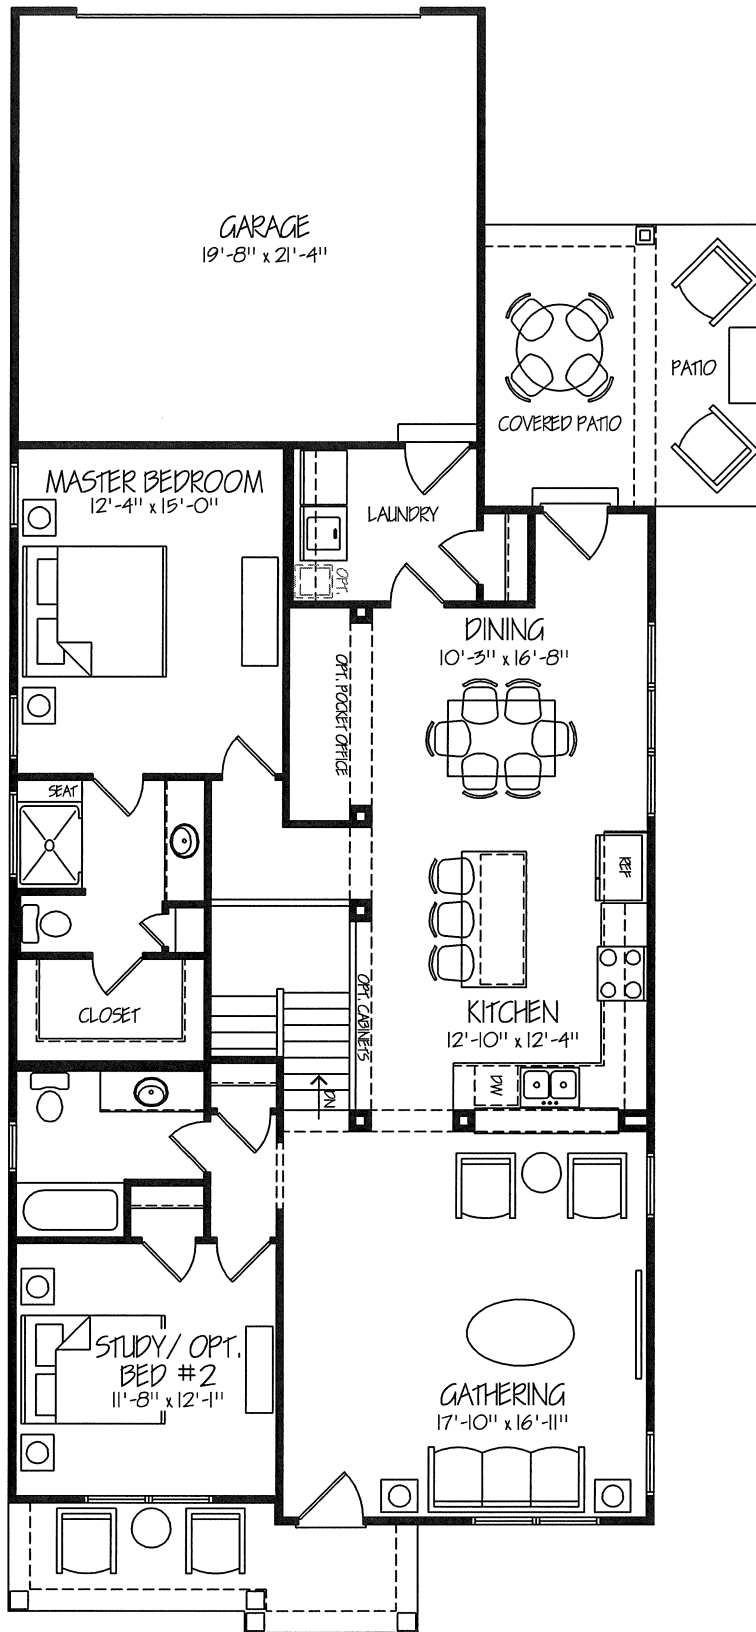 GARAGE
19'-8" x 21'-4"
PATIO
COVERED PATIO
MASTER BEDROOM
12'-4" x 15'-0"
LAUNDRY
OPT.
DINING
10'-3" x 16'-8"
OPT. POCKET OFFICE
SEAT
REF
CLOSET
OPT. CABINETS
KITCHEN
12'-10" x 12'-4"
DW
DN
STUDY/ OPT.
BED #2
11'-8" x 12'-1"
GATHERING
17'-10" x 16'-11"